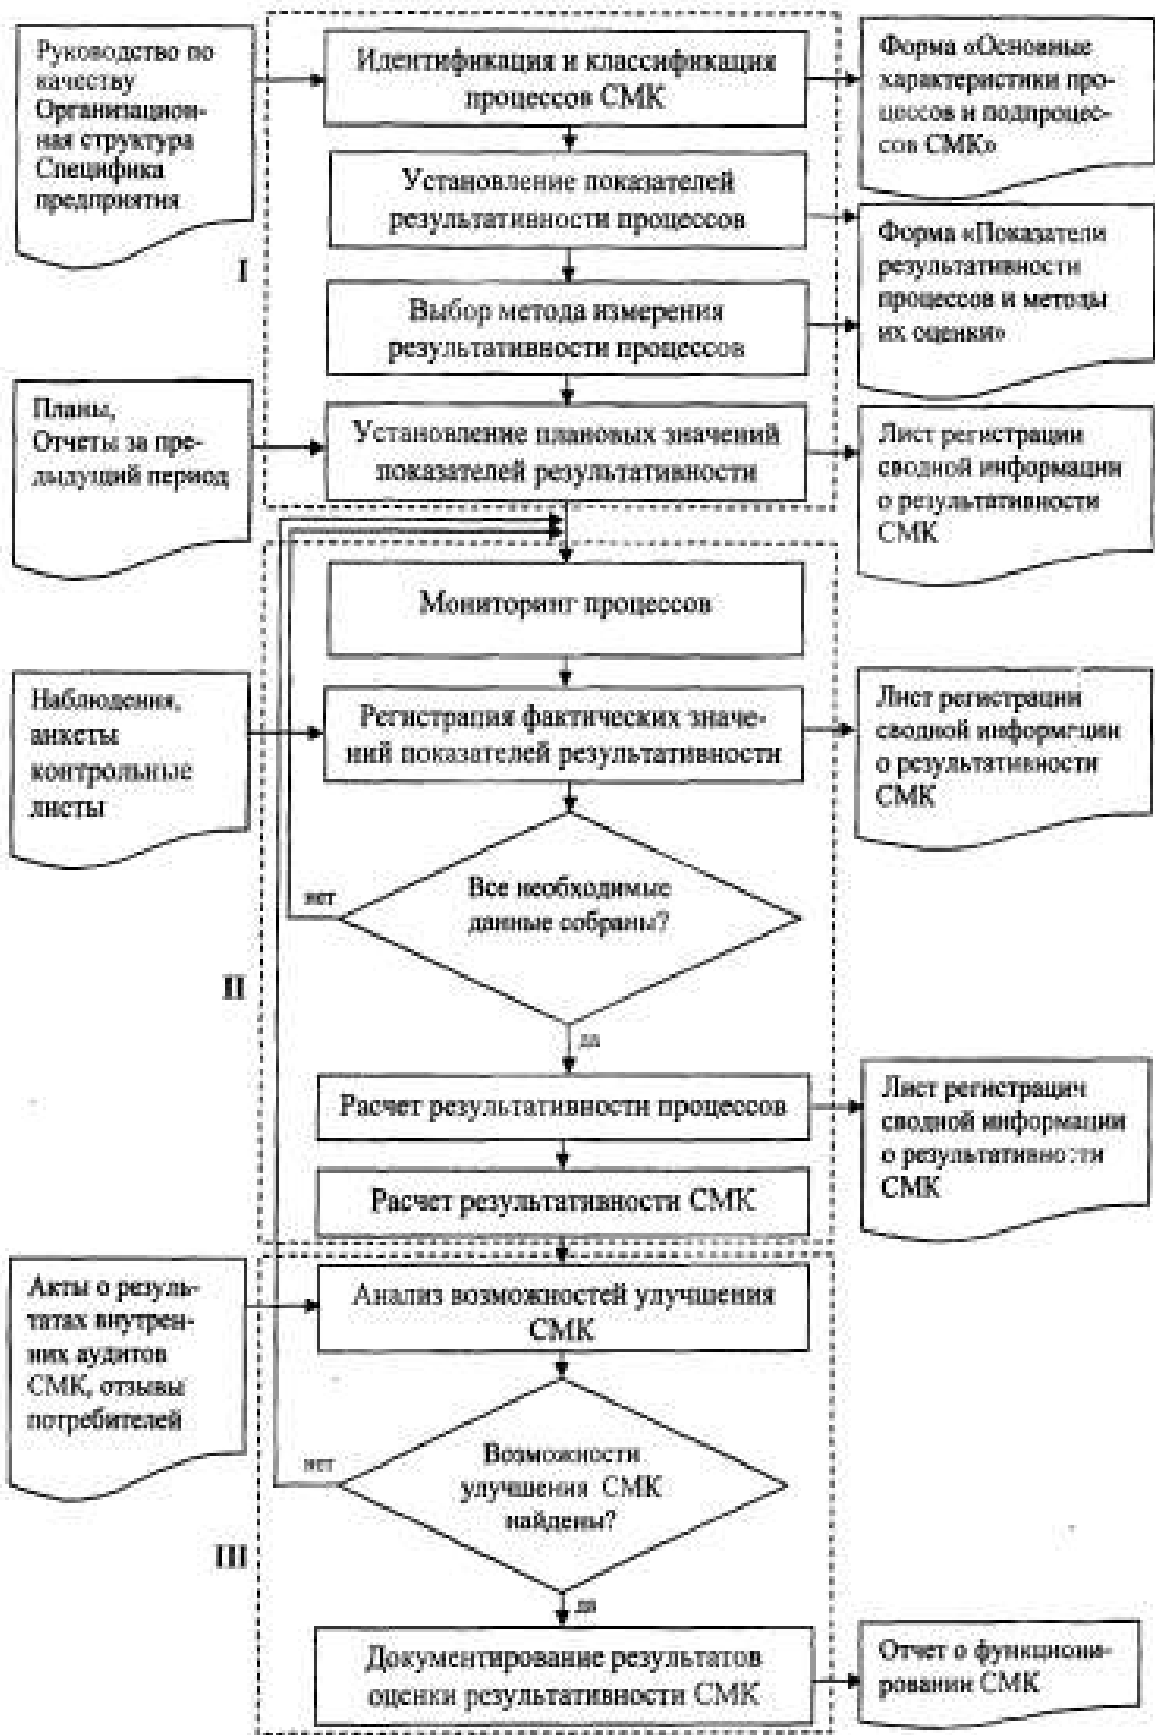 Руководство по
качеству
Организацион-
ная структура
Специфика
предприятия
Идентификация и классификация
процессов СМК
Форма «Основные
характеристики про-
цессов и подпроцес-
сов СМК»
Установление показателей
результативности процессов
Форма «Показатели
результативности
процессов и методы
их оценки»
I
Выбор метода измерения
результативности процессов
Планы,
Отчеты за пре-
дыдущий период
Установление плановых значений
показателей результативности
Лист регистрации
сводной информации
о результативности
СМК
Мониторинг процессов
Наблюдения,
анкеты
контрольные
листы
Регистрация фактических значе-
ний показателей результативности
Лист регистрации
сводной информации
о результативности
СМК
Все необходимые
данные собраны?
нет
II
да
Расчет результативности процессов
Лист регистрации
сводной информации
о результативности
СМК
Расчет результативности СМК
Акты о резуль-
татах внутрен-
них аудитов
СМК, отзывы
потребителей
Анализ возможностей улучшения
СМК
Возможности
улучшения СМК
найдены?
нет
III
да
Документирование результатов
оценки результативности СМК
Отчет о функциони-
ровании СМК